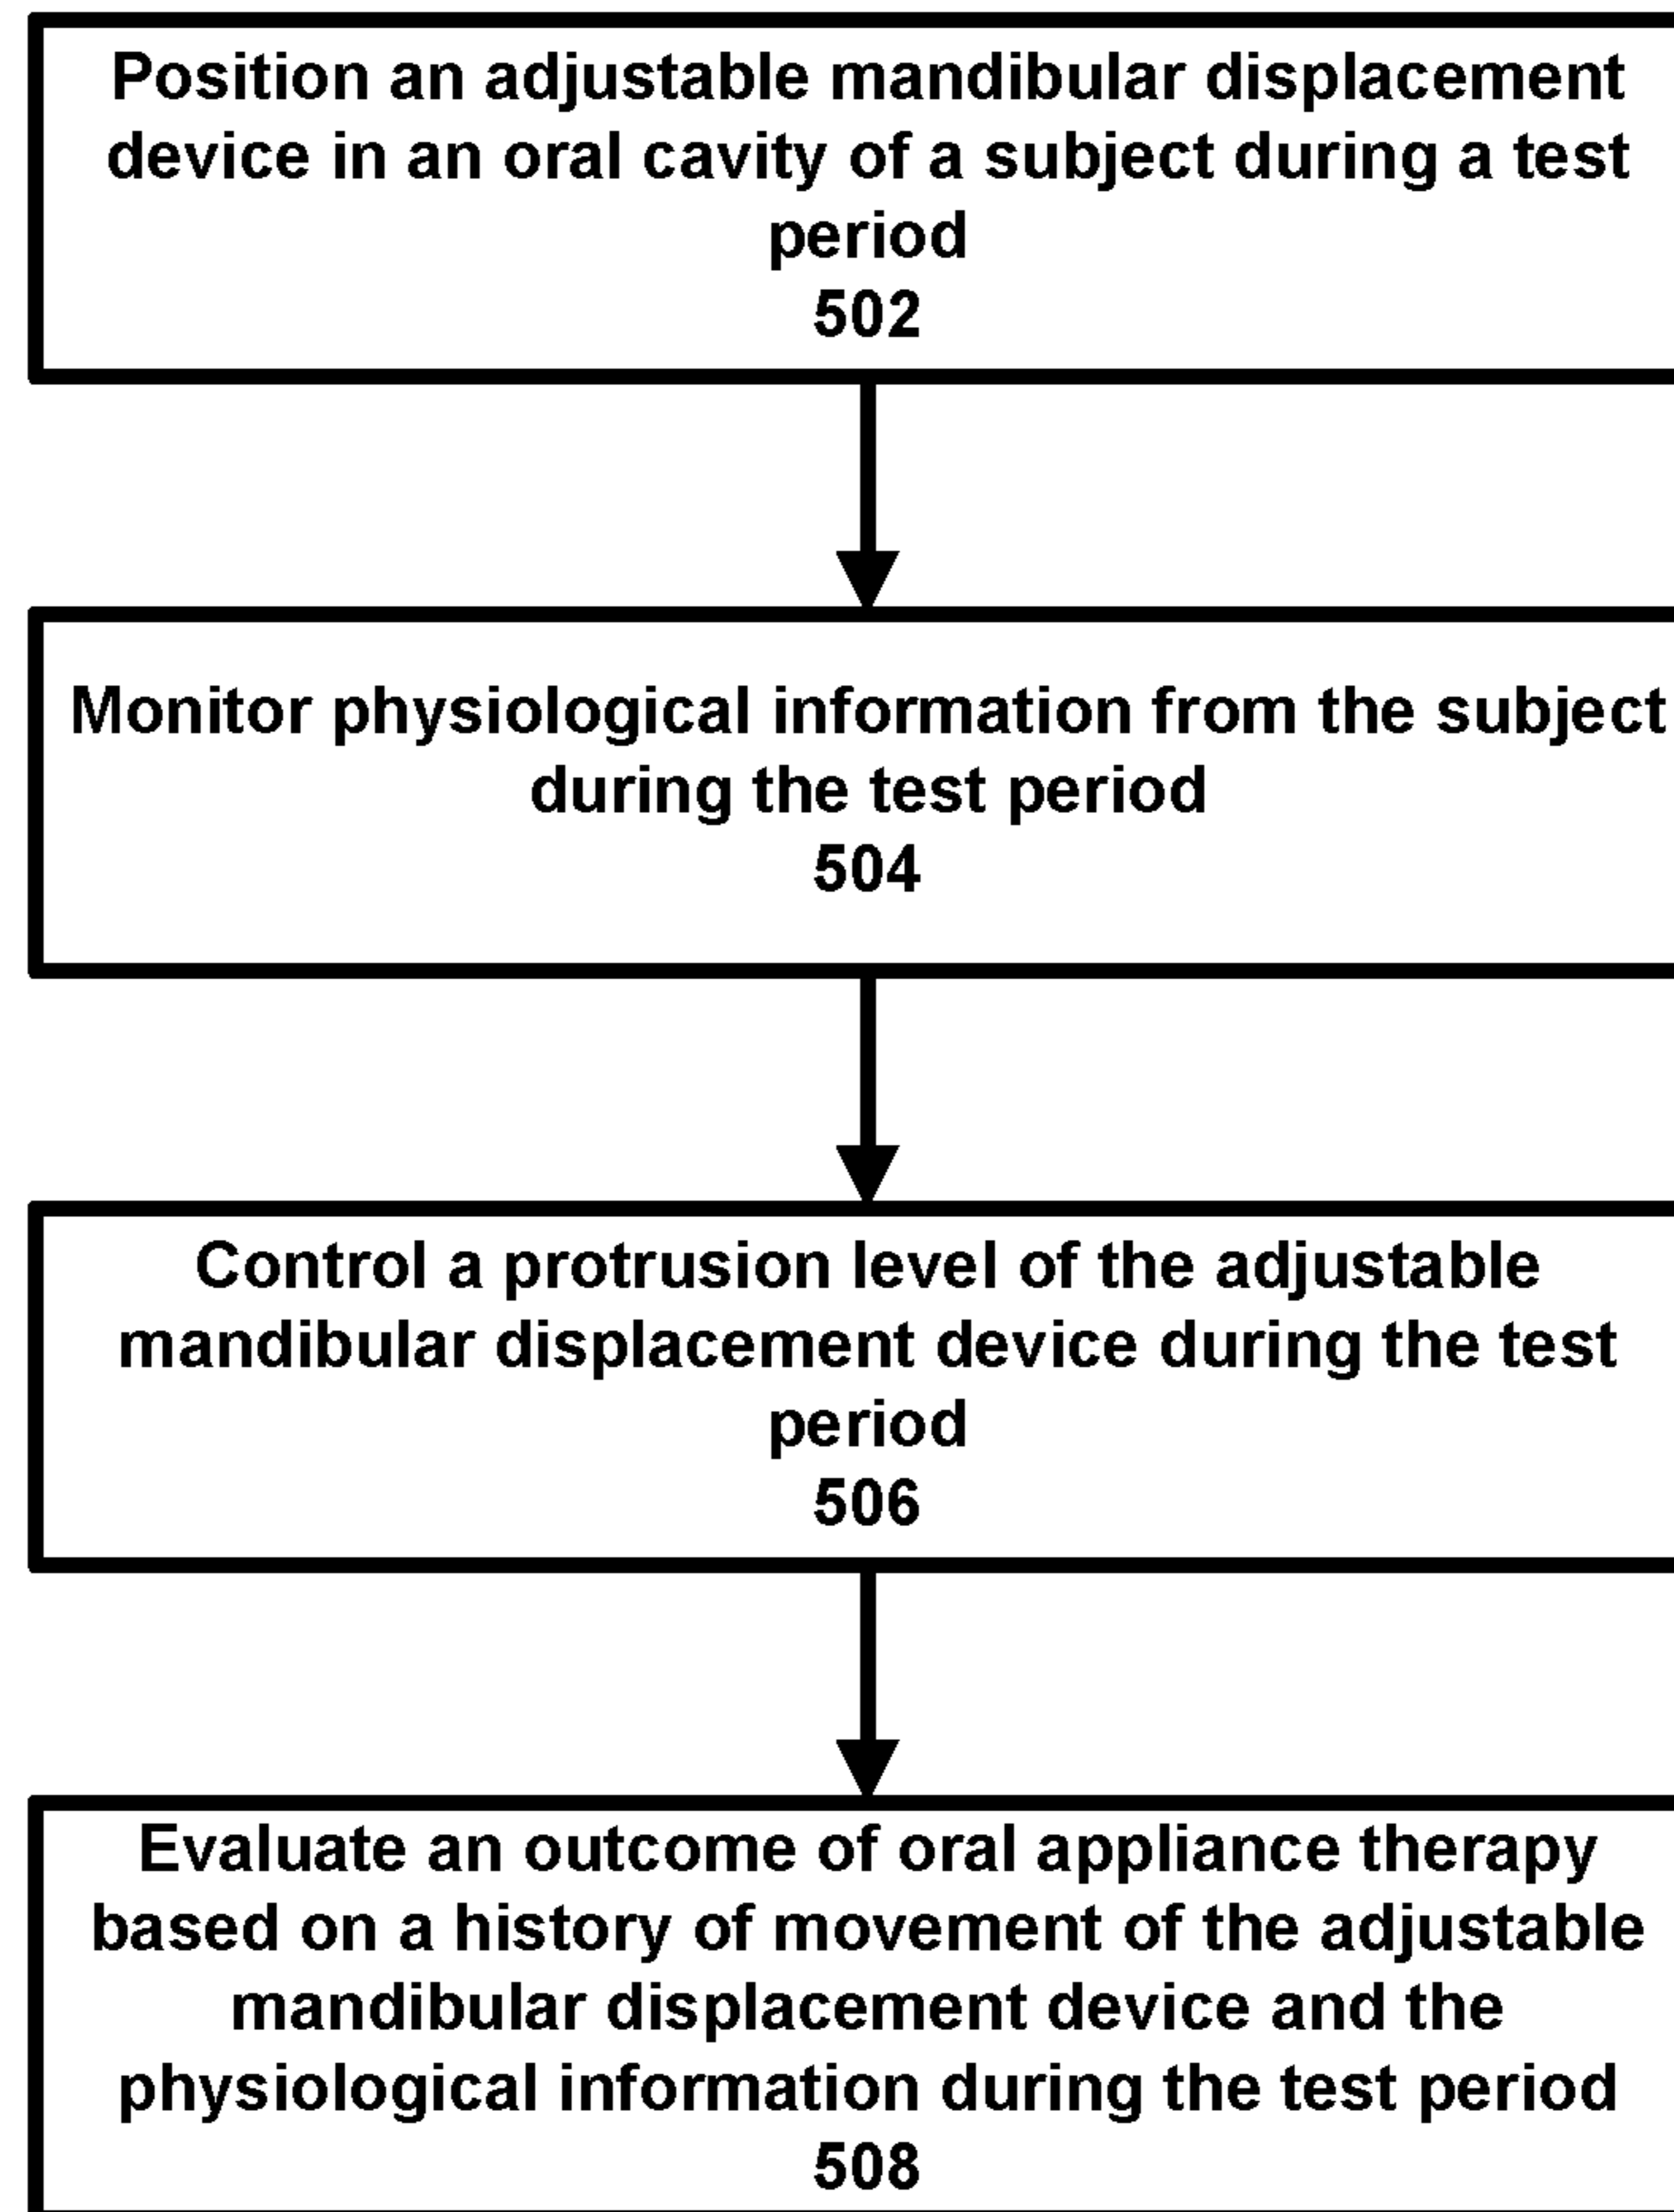 Position an adjustable mandibular displacement
device in an oral cavity of a subject during a test
period
502
Monitor physiological information from the subject
during the test period
504
Control a protrusion level of the adjustable
mandibular displacement device during the test
period
506
Evaluate an outcome of oral appliance therapy
based on a history of movement of the adjustable
mandibular displacement device and the
physiological information during the test period
508